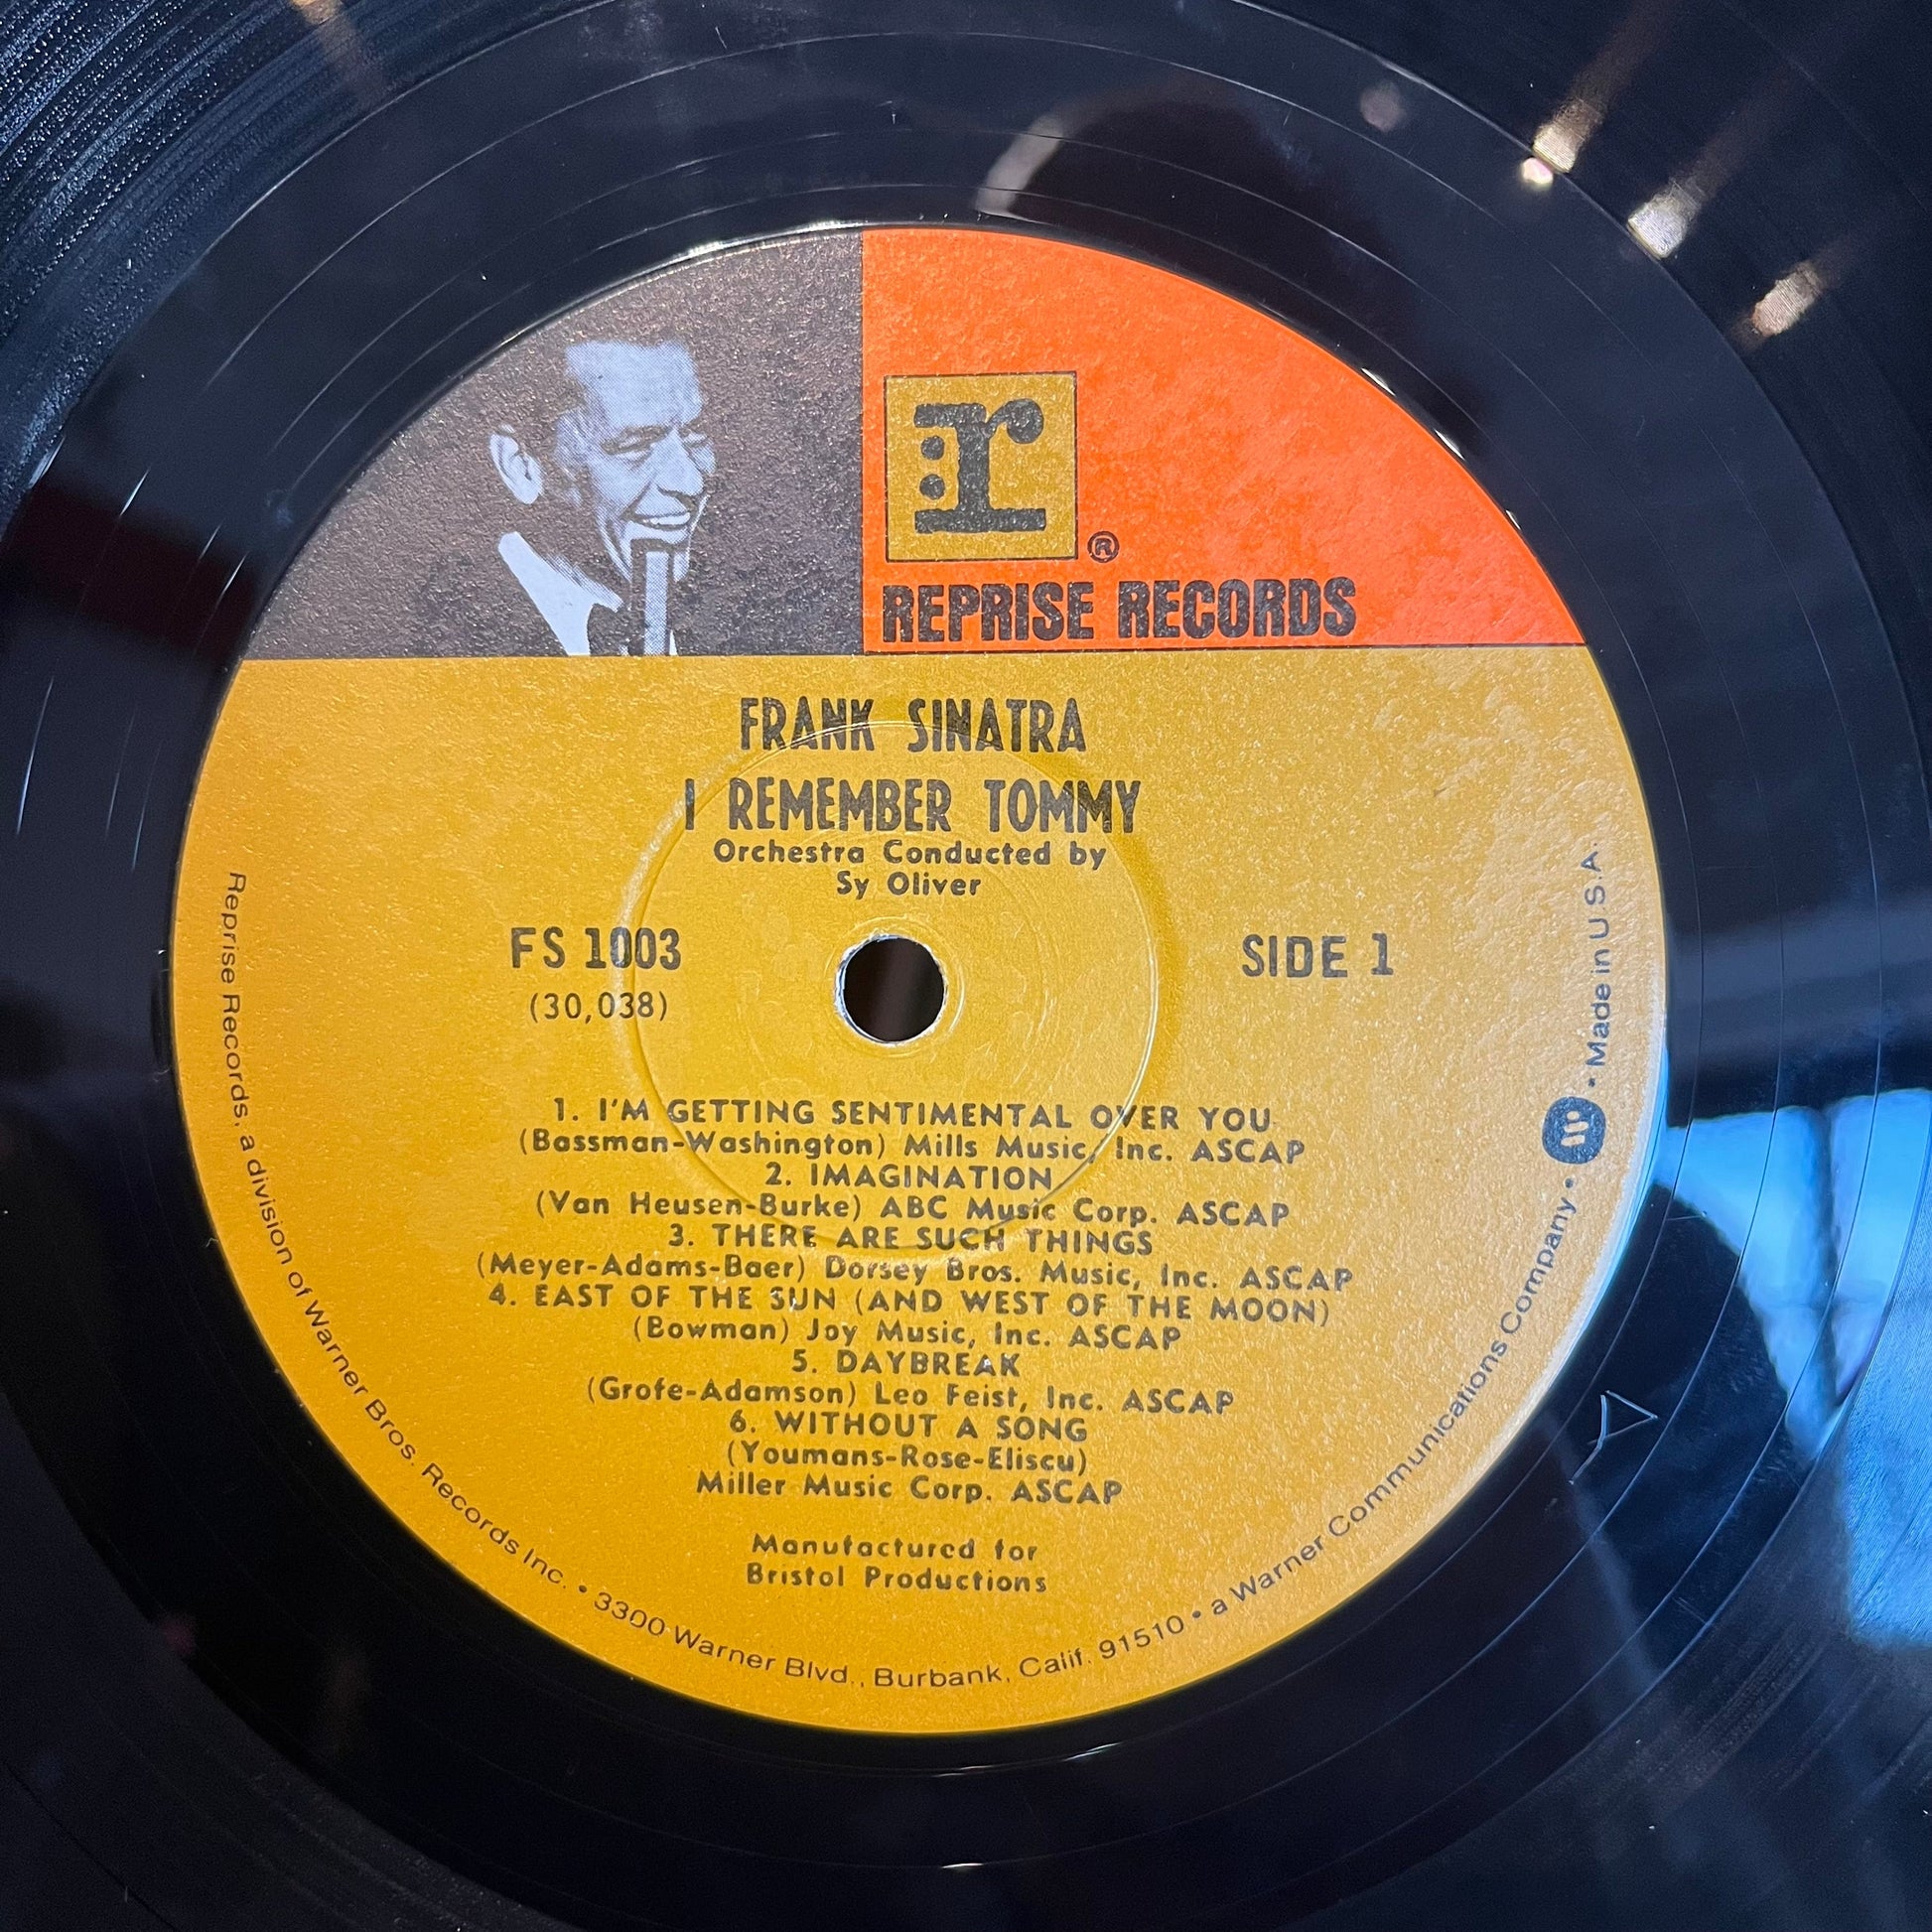 r
®
REPRISE RECORDS
FRANK SINATRA
I REMEMBER TOMMY
Orchestra Conducted by
Sy Oliver
FS 1003
(30,038)
SIDE 1
1. I'M GETTING SENTIMENTAL OVER YOU
(Bassman-Washington) Mills Music, Inc. ASCAP
2. IMAGINATION
(Van Heusen-Burke) ABC Music Corp. ASCAP
3. THERE ARE SUCH THINGS
(Meyer-Adams-Baer) Dorsey Bros. Music, Inc. ASCAP
4. EAST OF THE SUN (AND WEST OF THE MOON)
(Bowman) Joy Music, Inc. ASCAP
5. DAYBREAK
(Grofe-Adamson) Leo Feist, Inc. ASCAP
6. WITHOUT A SONG
(Youmans-Rose-Eliscu)
Miller Music Corp. ASCAP
Manufactured for
Bristol Productions
Reprise Records, a division of Warner Bros. Records Inc. • 3300 Warner Blvd., Burbank, Calif. 91510 • a Warner Communications Company • W • Made in U.S.A.